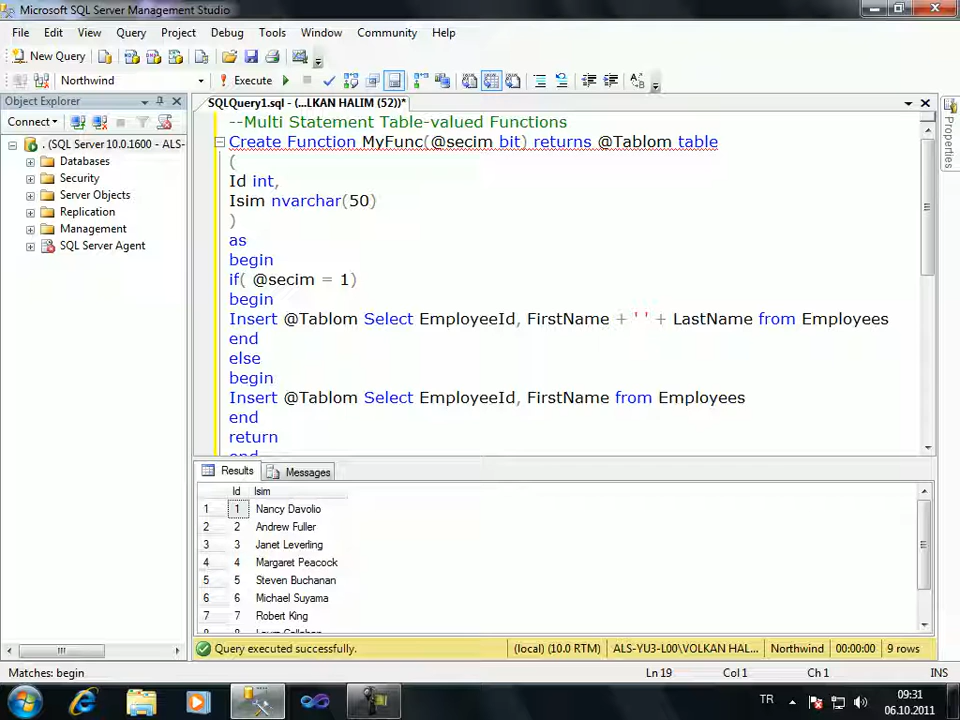 Microsoft SQL Server Management Studio
File Edit View Query Project Debug Tools Window Community Help
New Query
Northwind Execute
Object Explorer
SQLQuery1.sql - (...LKAN HALIM (52))*
Connect
. (SQL Server 10.0.1600 - ALS-
Databases
Security
Server Objects
Replication
Management
SQL Server Agent
--Multi Statement Table-valued Functions
Create Function MyFunc(@secim bit) returns @Tablom table
(
Id int,
Isim nvarchar(50)
)
as
begin
if( @secim = 1)
begin
Insert @Tablom Select EmployeeId, FirstName + ' ' + LastName from Employees
end
else
begin
Insert @Tablom Select EmployeeId, FirstName from Employees
end
return
end
Properties
Results Messages
Id Isim
1 1 Nancy Davolio
2 2 Andrew Fuller
3 3 Janet Leverling
4 4 Margaret Peacock
5 5 Steven Buchanan
6 6 Michael Suyama
7 7 Robert King
8 8 Laura Callahan
Query executed successfully. (local) (10.0 RTM) ALS-YU3-L00\VOLKAN HAL... Northwind 00:00:00 9 rows
Matches: begin Ln 19 Col 1 Ch 1 INS
TR 09:31
06.10.2011